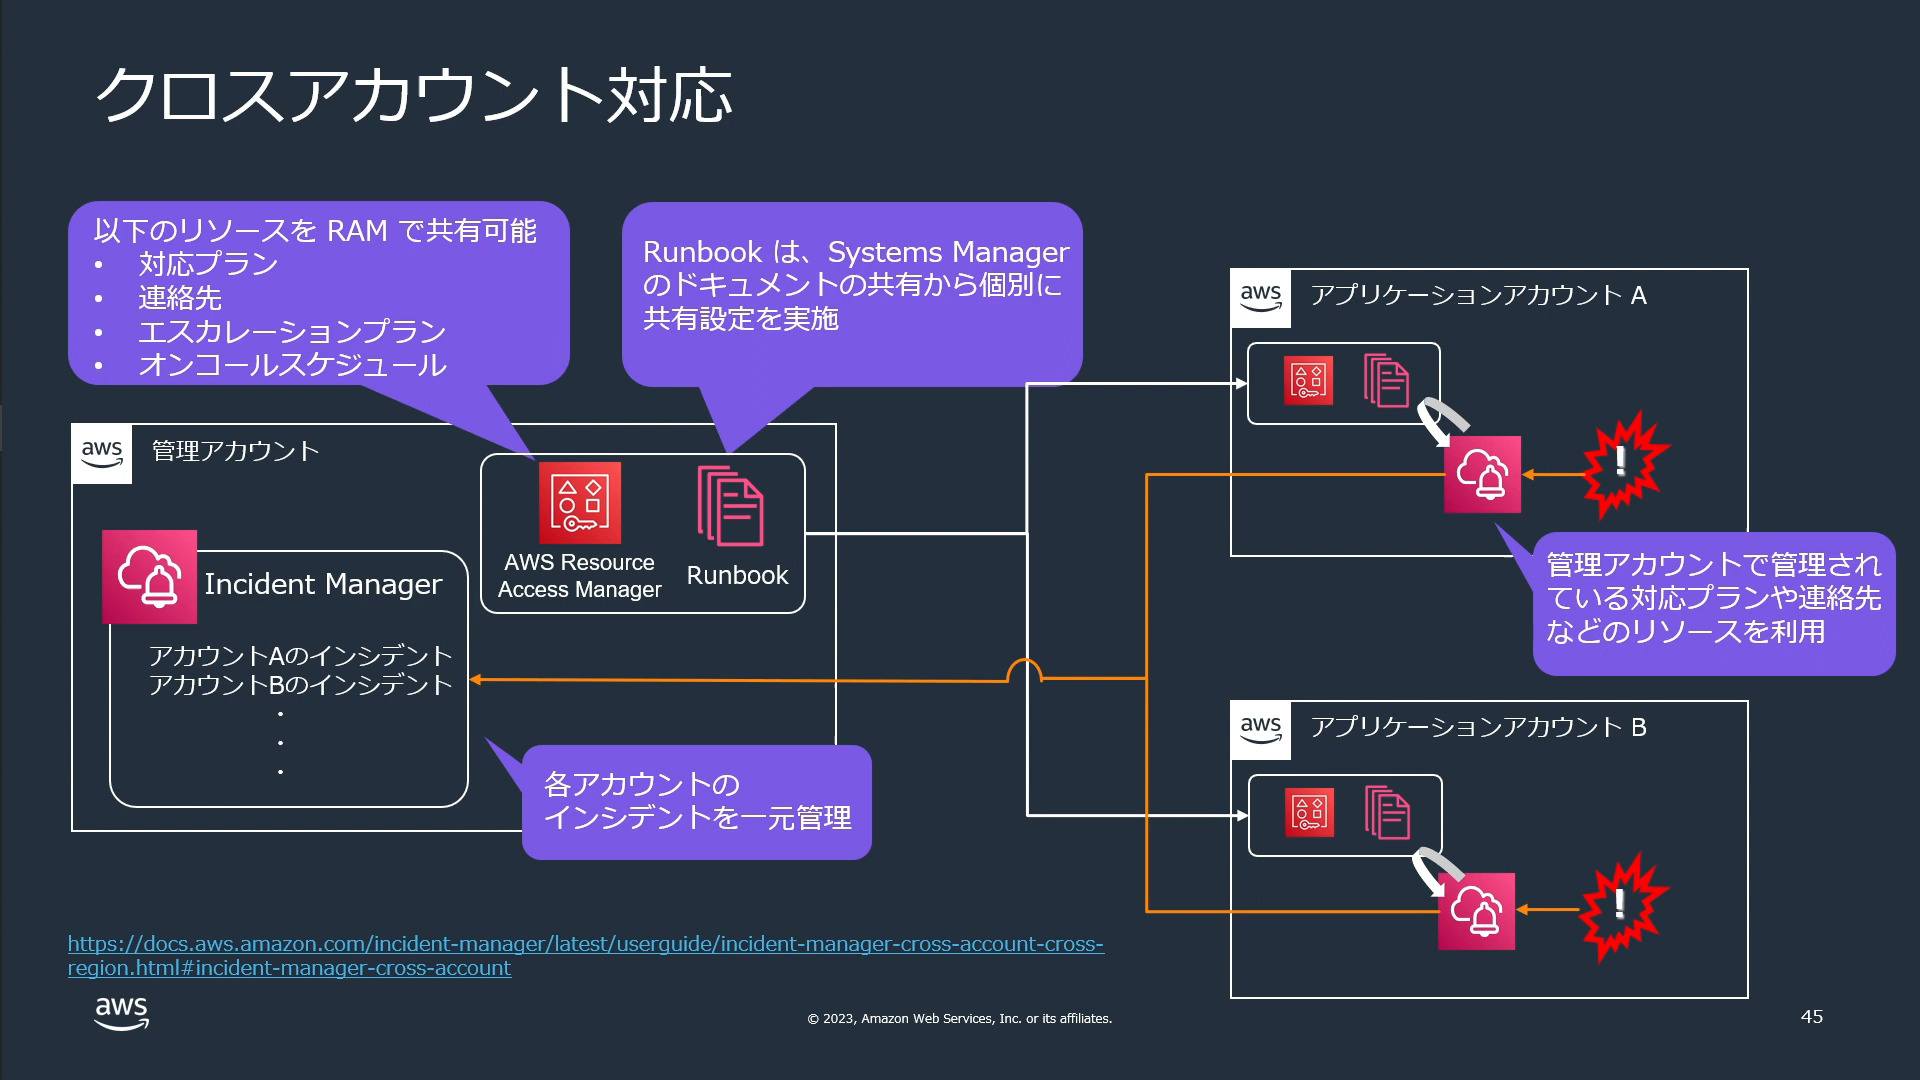 クロスアカウント対応
以下のリソースを RAM で共有可能
• 対応プラン
• 連絡先
• エスカレーションプラン
• オンコールスケジュール
Runbook は、Systems Manager
のドキュメントの共有から個別に
共有設定を実施
aws
管理アカウント
AWS Resource
Access Manager
Runbook
Incident Manager
アカウントAのインシデント
アカウントBのインシデント
・
・
・
各アカウントの
インシデントを一元管理
aws
アプリケーションアカウント A
!
管理アカウントで管理され
ている対応プランや連絡先
などのリソースを利用
aws
アプリケーションアカウント B
!
https://docs.aws.amazon.com/incident-manager/latest/userguide/incident-manager-cross-account-cross-
region.html#incident-manager-cross-account
aws
© 2023, Amazon Web Services, Inc. or its affiliates.
45